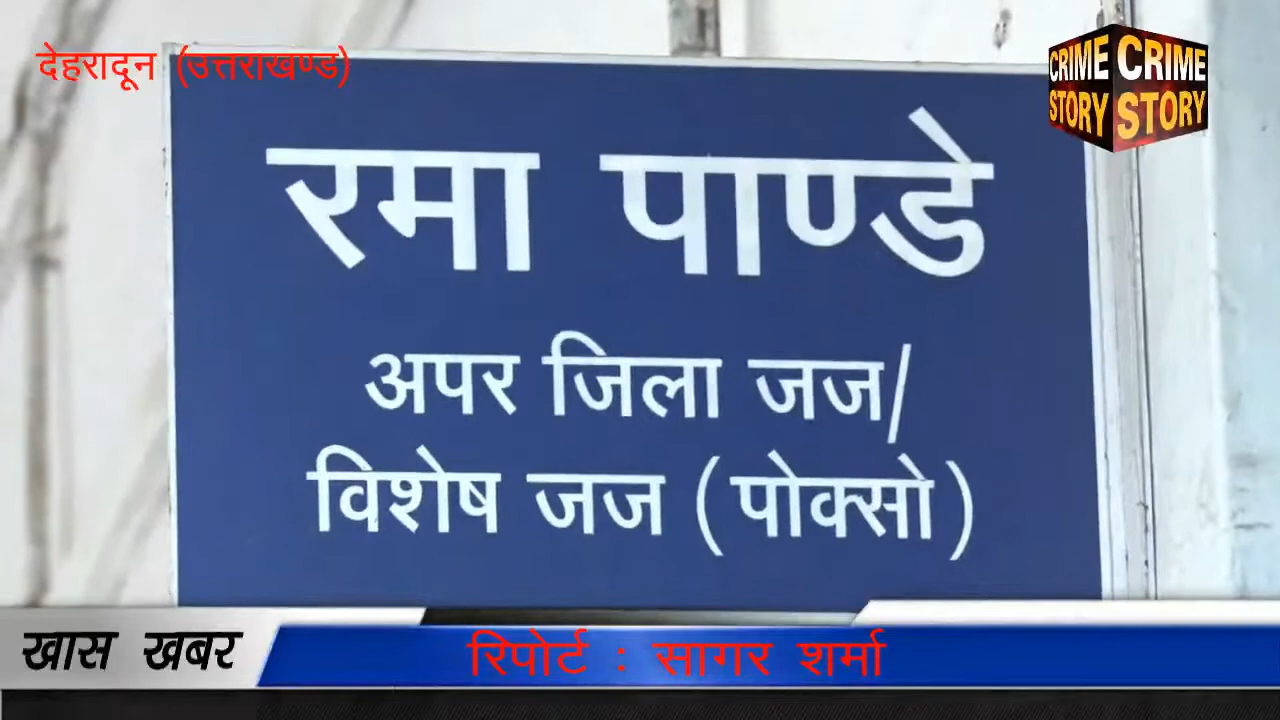 देहरादून (उत्तराखण्ड)
CRIME CRIME
STORY STORY
रमा पाण्डे
अपर जिला जज/
विशेष जज (पोक्सो)
खास खबर
रिपोर्ट : सागर शर्मा